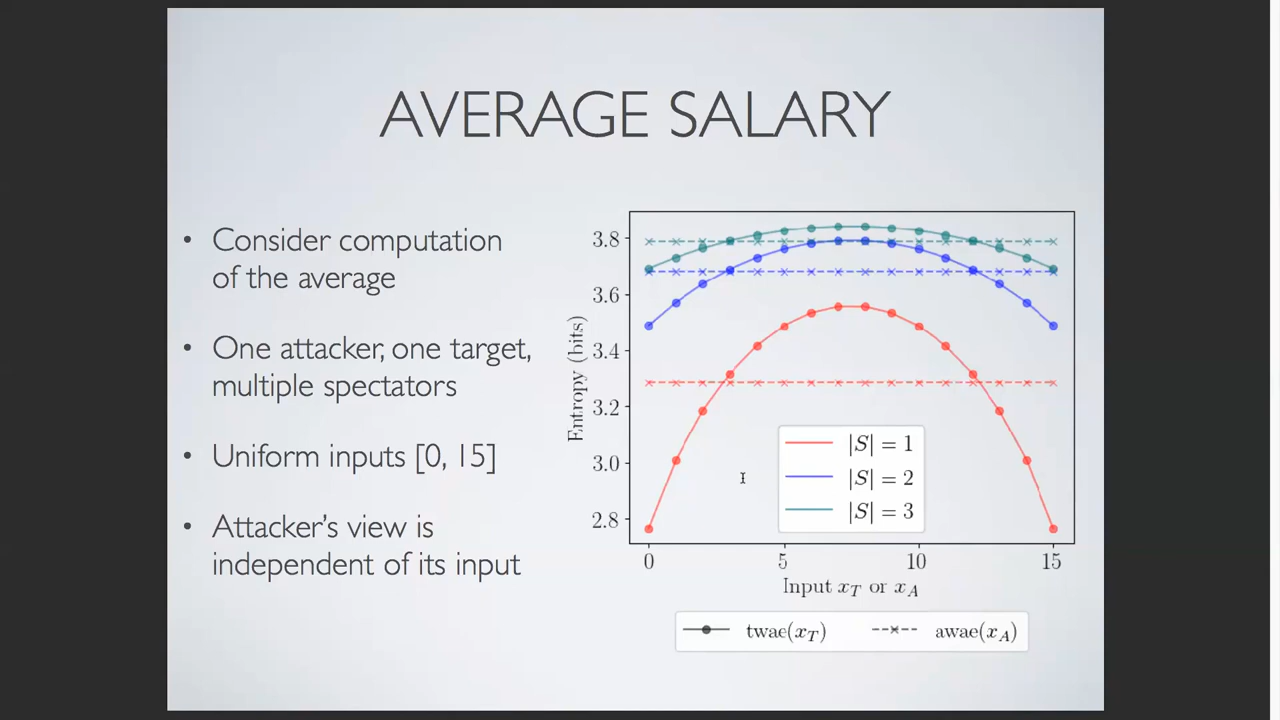 AVERAGE SALARY
• Consider computation
of the average
• One attacker, one target,
multiple spectators
• Uniform inputs [0, 15]
• Attacker's view is
independent of its input
Entropy (bits)
3.8
3.6
3.4
3.2
3.0
2.8
|S| = 1
|S| = 2
|S| = 3
0 5 10 15
Input x_T or x_A
twae(x_T) awae(x_A)